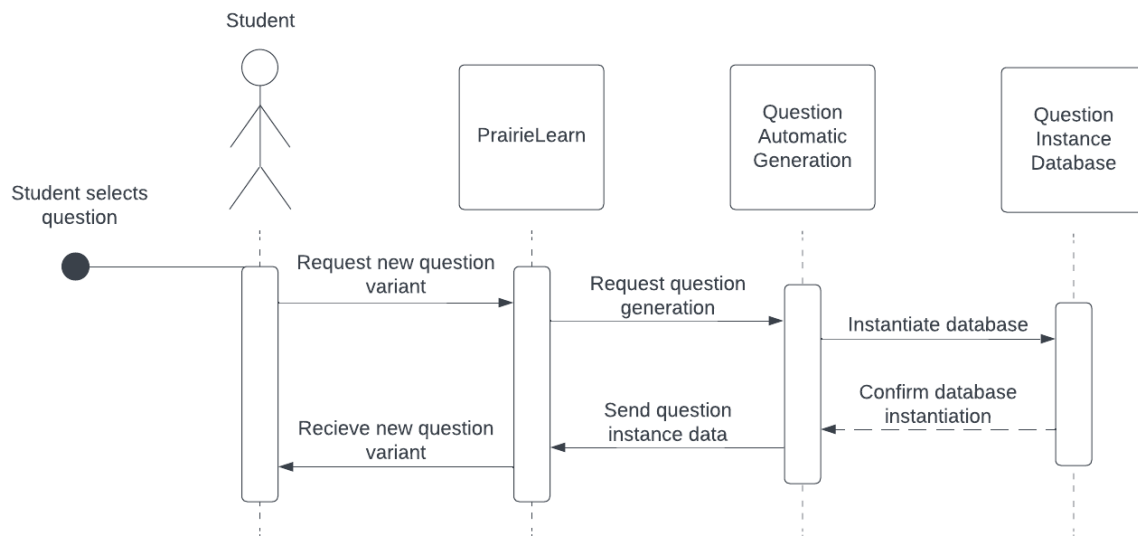 Student
PrairieLearn
Question
Automatic
Generation
Question
Instance
Database
Student selects
question
Request new question
variant
Request question
generation
Instantiate database
Confirm database
instantiation
Send question
instance data
Recieve new question
variant